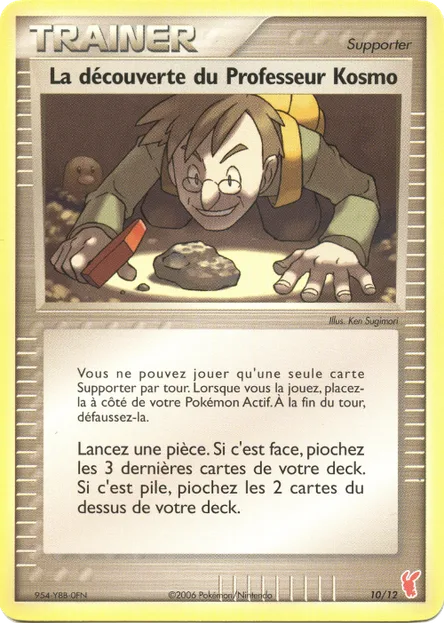 TRAINER
Supporter
La découverte du Professeur Kosmo
Illus. Ken Sugimori
Vous ne pouvez jouer qu'une seule carte
Supporter par tour. Lorsque vous la jouez, placez-
la à côté de votre Pokémon Actif. À la fin du tour,
défaussez-la.
Lancez une pièce. Si c'est face, piochez
les 3 dernières cartes de votre deck.
Si c'est pile, piochez les 2 cartes du
dessus de votre deck.
954-Y88-0FN
©2006 Pokémon/Nintendo
10/12